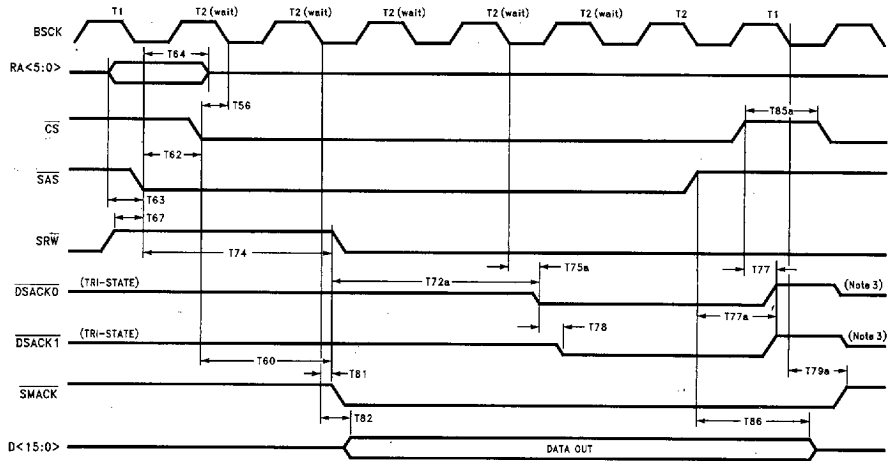 T1 T2 (wait) T2 (wait) T2 (wait) T2 (wait) T2 (wait) T2 T1
BSCK
T64
RA<5:0>
T56
T85a
CS
T62
SAS
T63
T67
SRW
T74
T75a
T77
T72a
DSACK0 (TRI-STATE) (Note 3)
T77a
T78
DSACK1 (TRI-STATE) (Note 3)
T60
T81
T79a
SMACK
T82
T86
D<15:0> DATA OUT